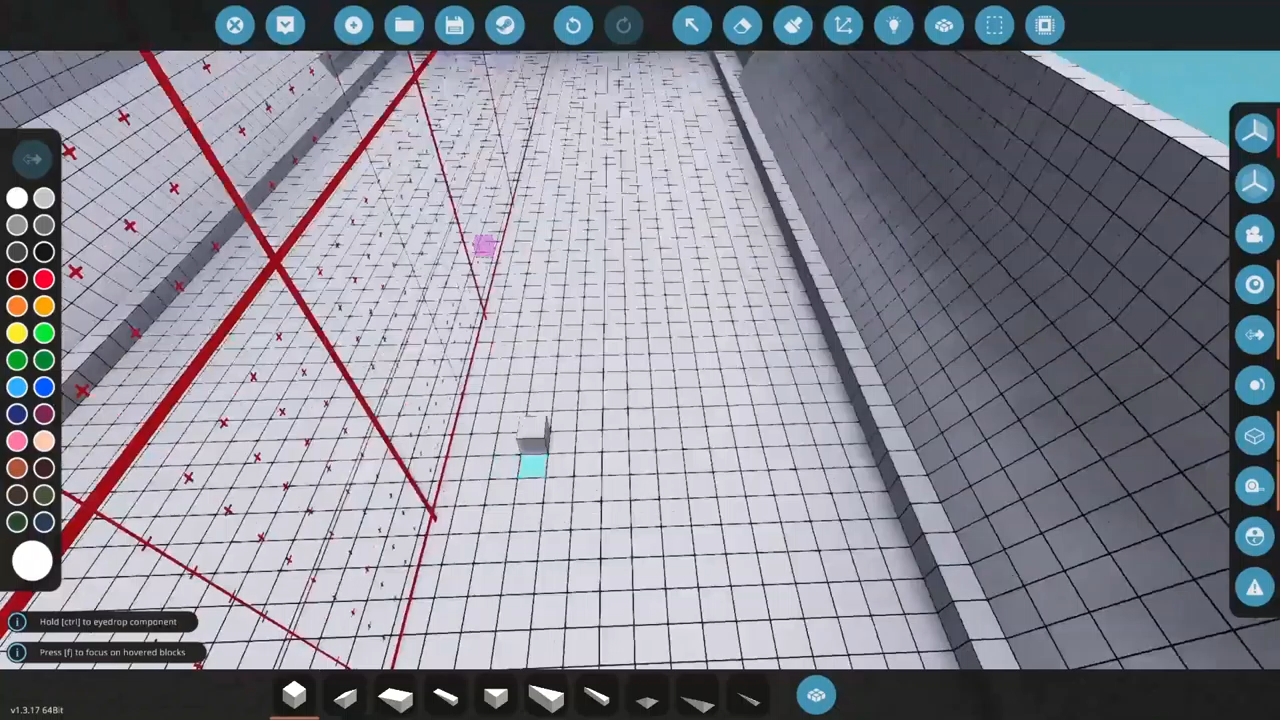 Hold [ctrl] to eyedrop component
Press [f] to focus on hovered blocks
v1.3.17 64Bit